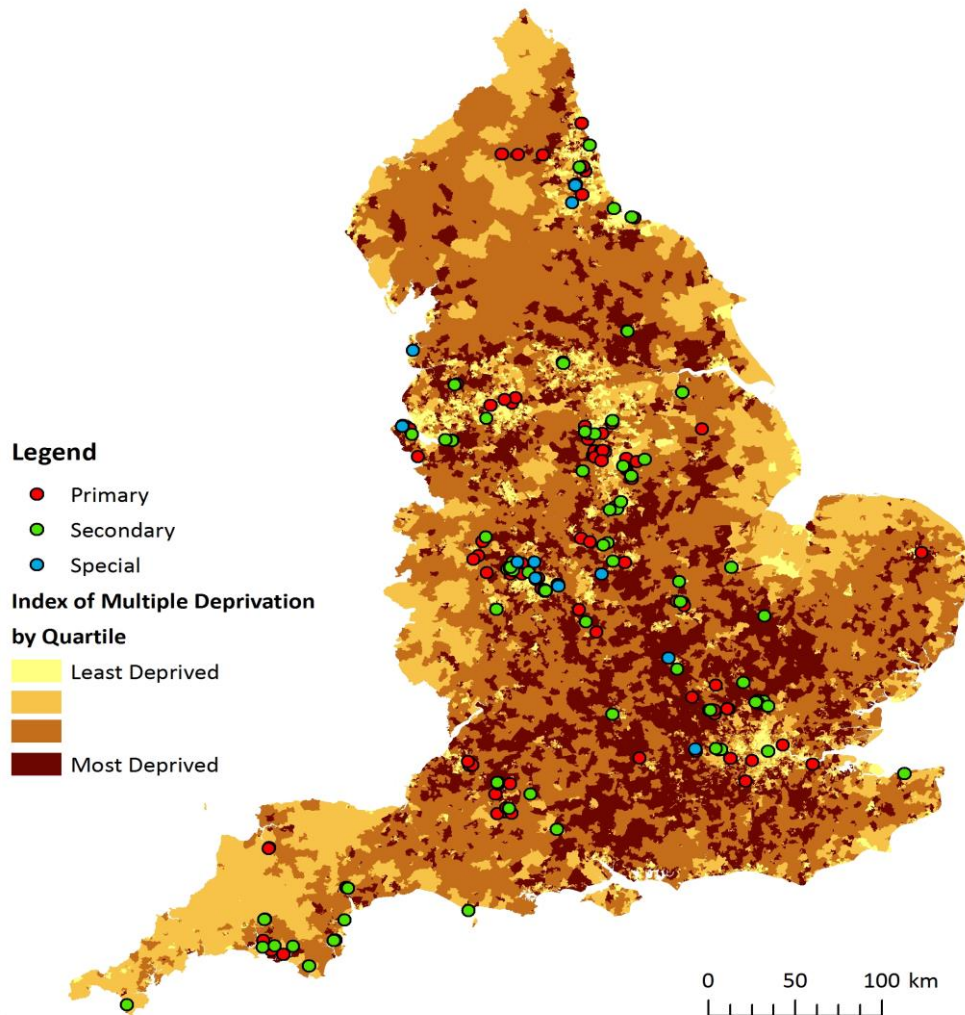 Legend
Primary
Secondary
Special
Index of Multiple Deprivation
by Quartile
Least Deprived
Most Deprived
0 50 100 km